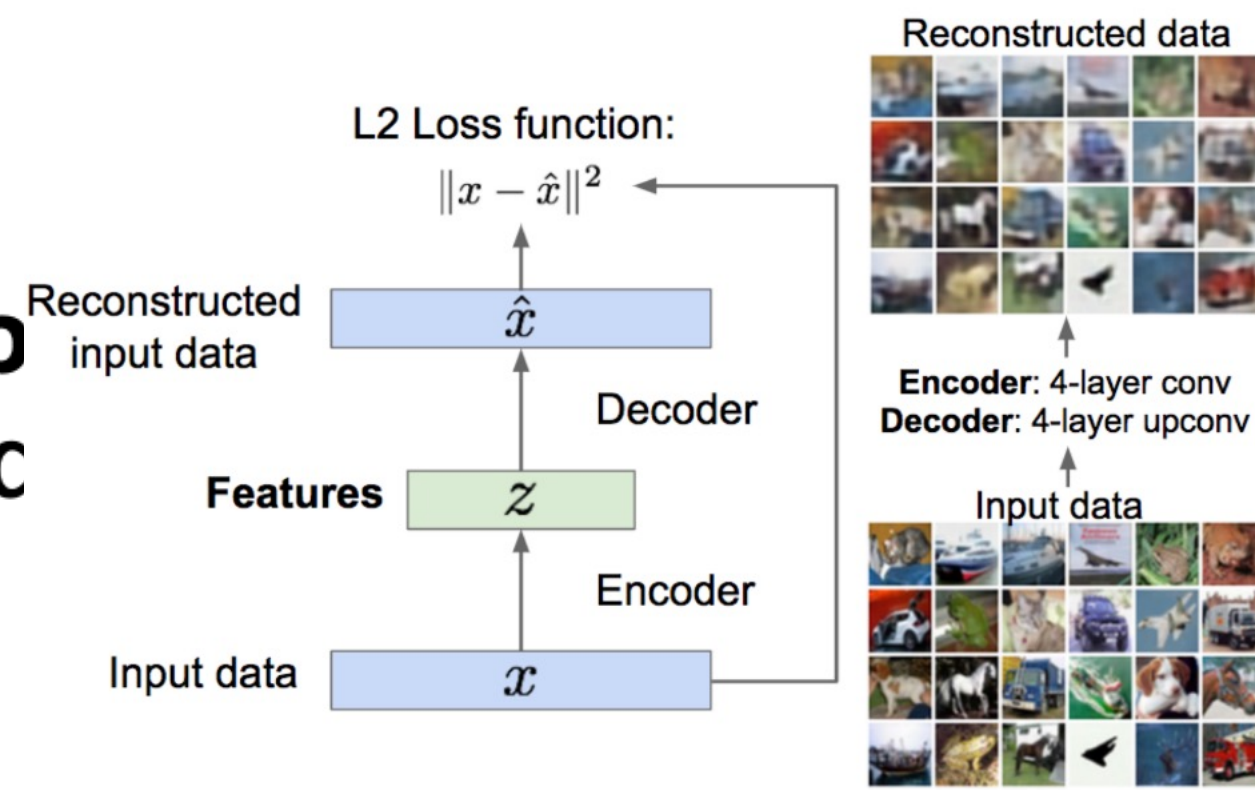 L2 Loss function:
‖x − x̂‖²
Reconstructed
input data
x̂
Decoder
Features
z
Encoder
Input data
x
Reconstructed data
Encoder: 4-layer conv
Decoder: 4-layer upconv
Input data